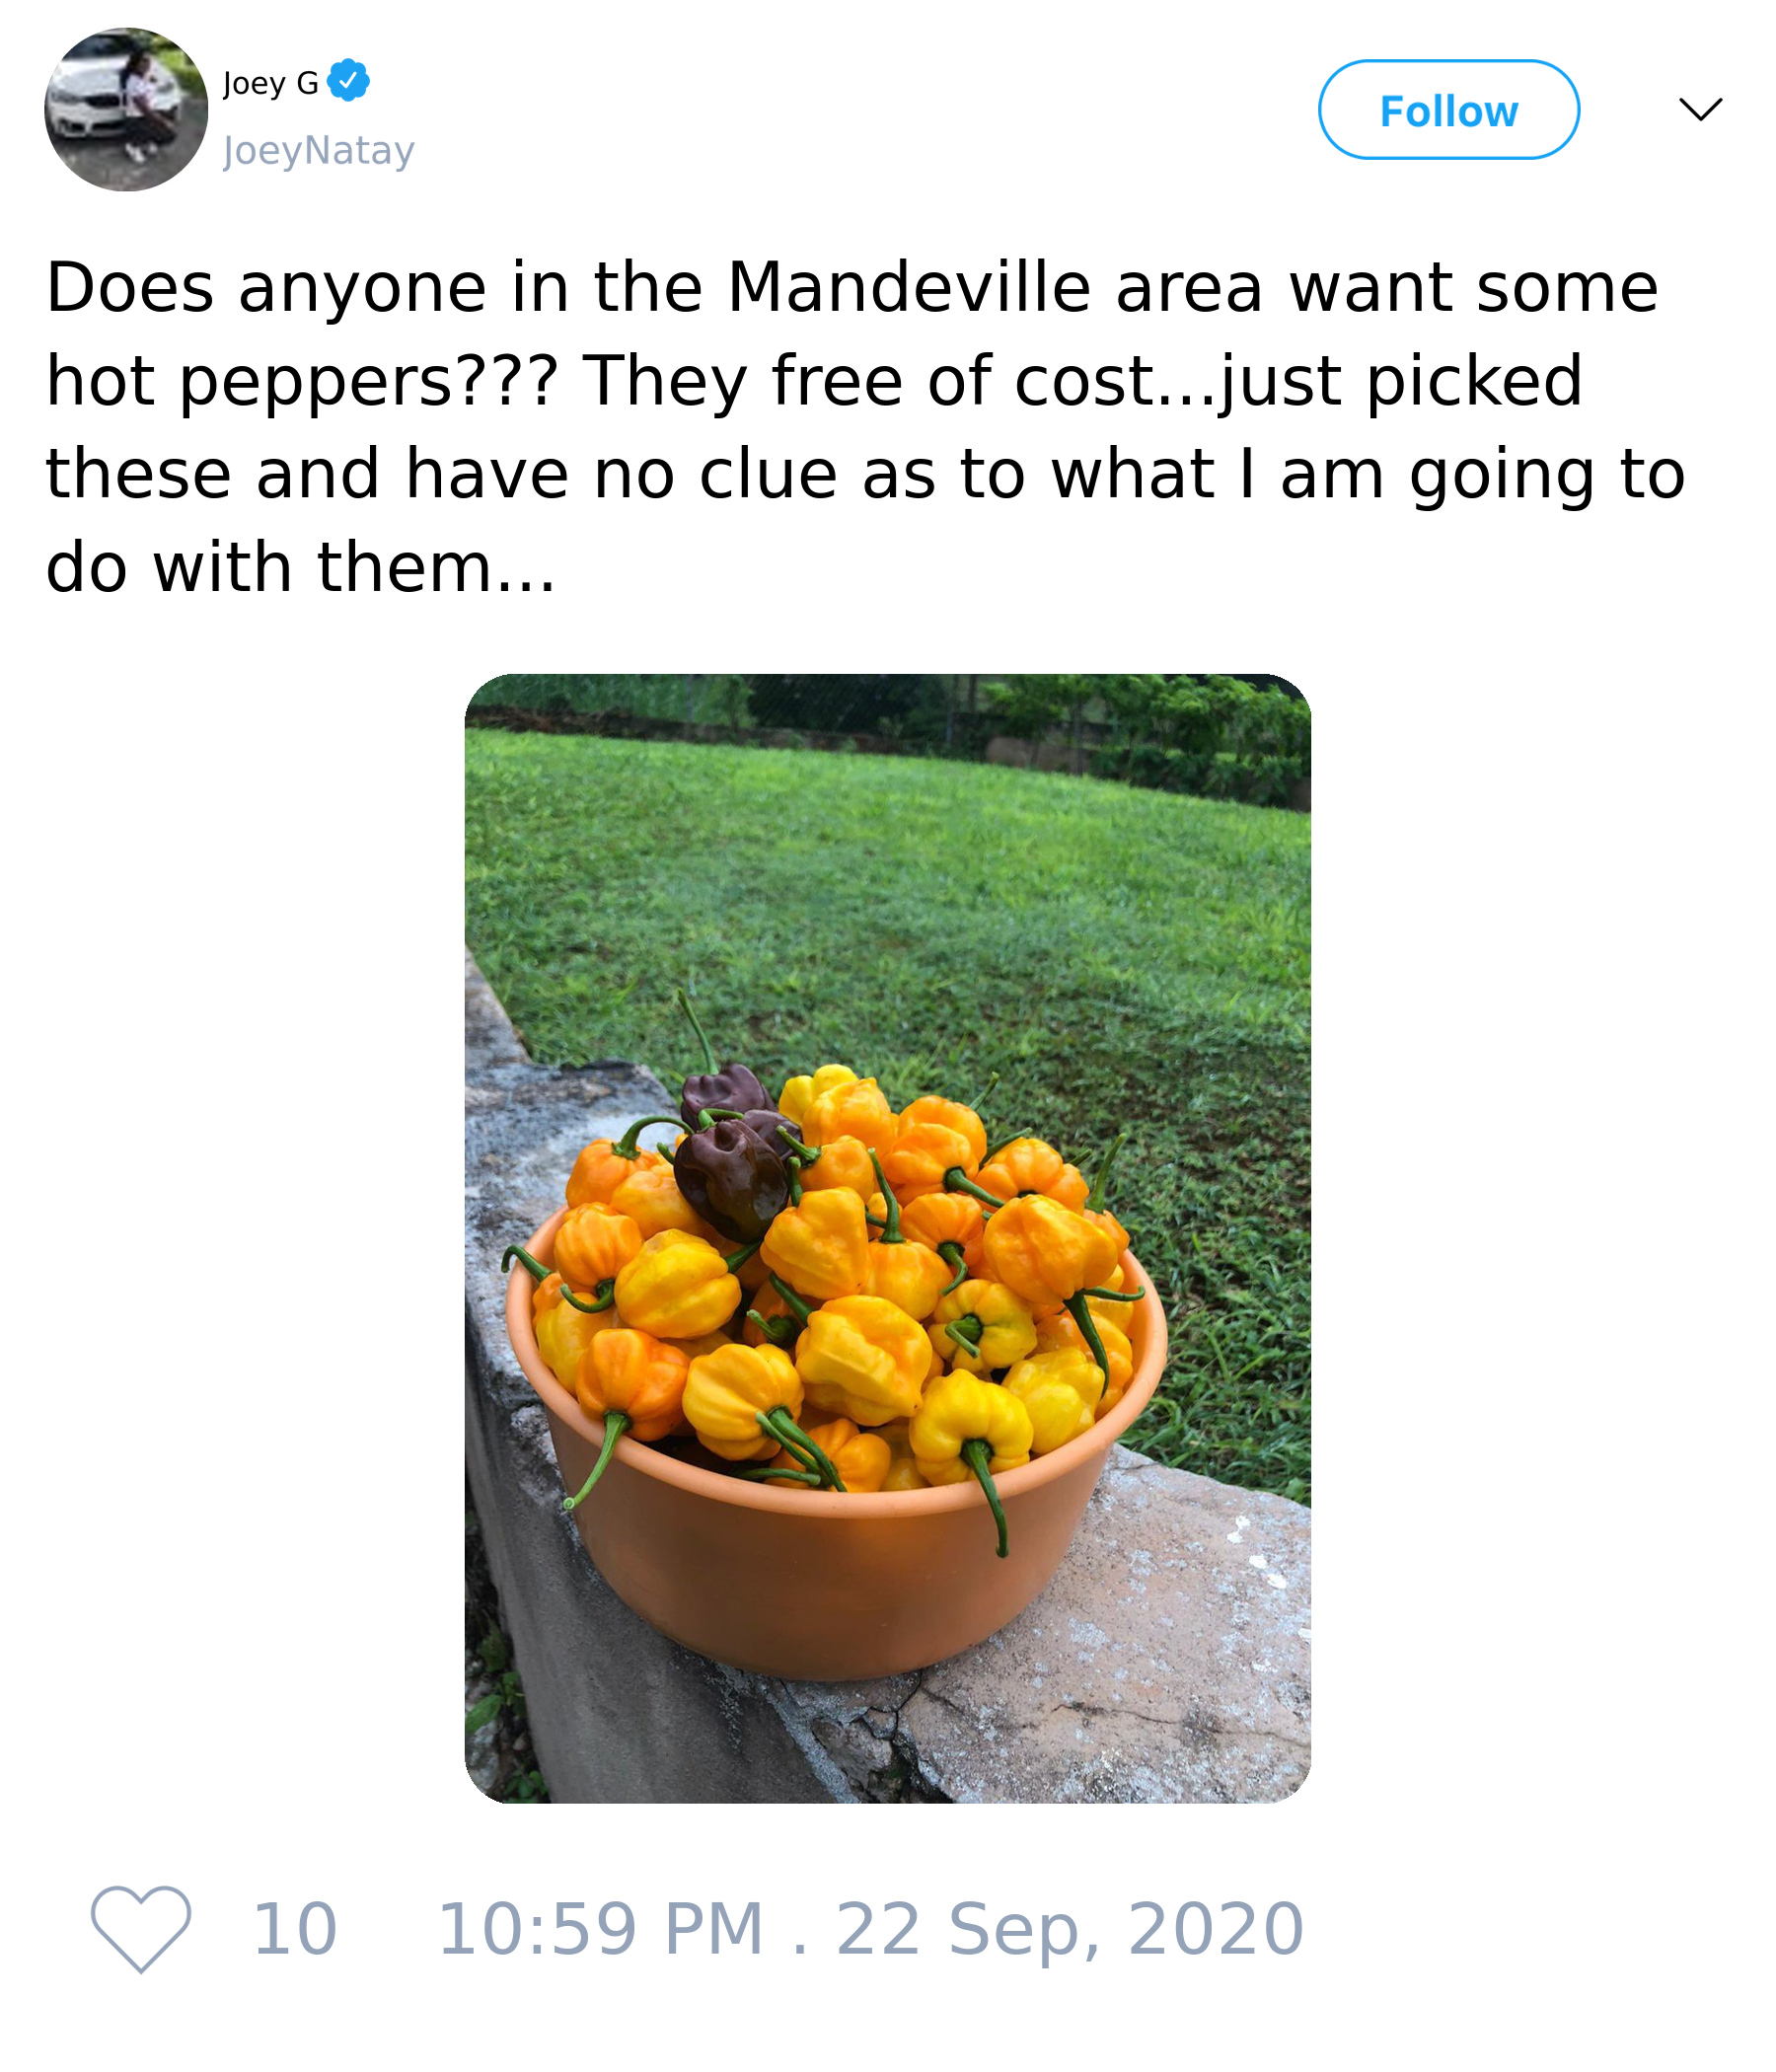 Joey G
JoeyNatay
Follow
Does anyone in the Mandeville area want some
hot peppers??? They free of cost...just picked
these and have no clue as to what I am going to
do with them...
10 10:59 PM . 22 Sep, 2020